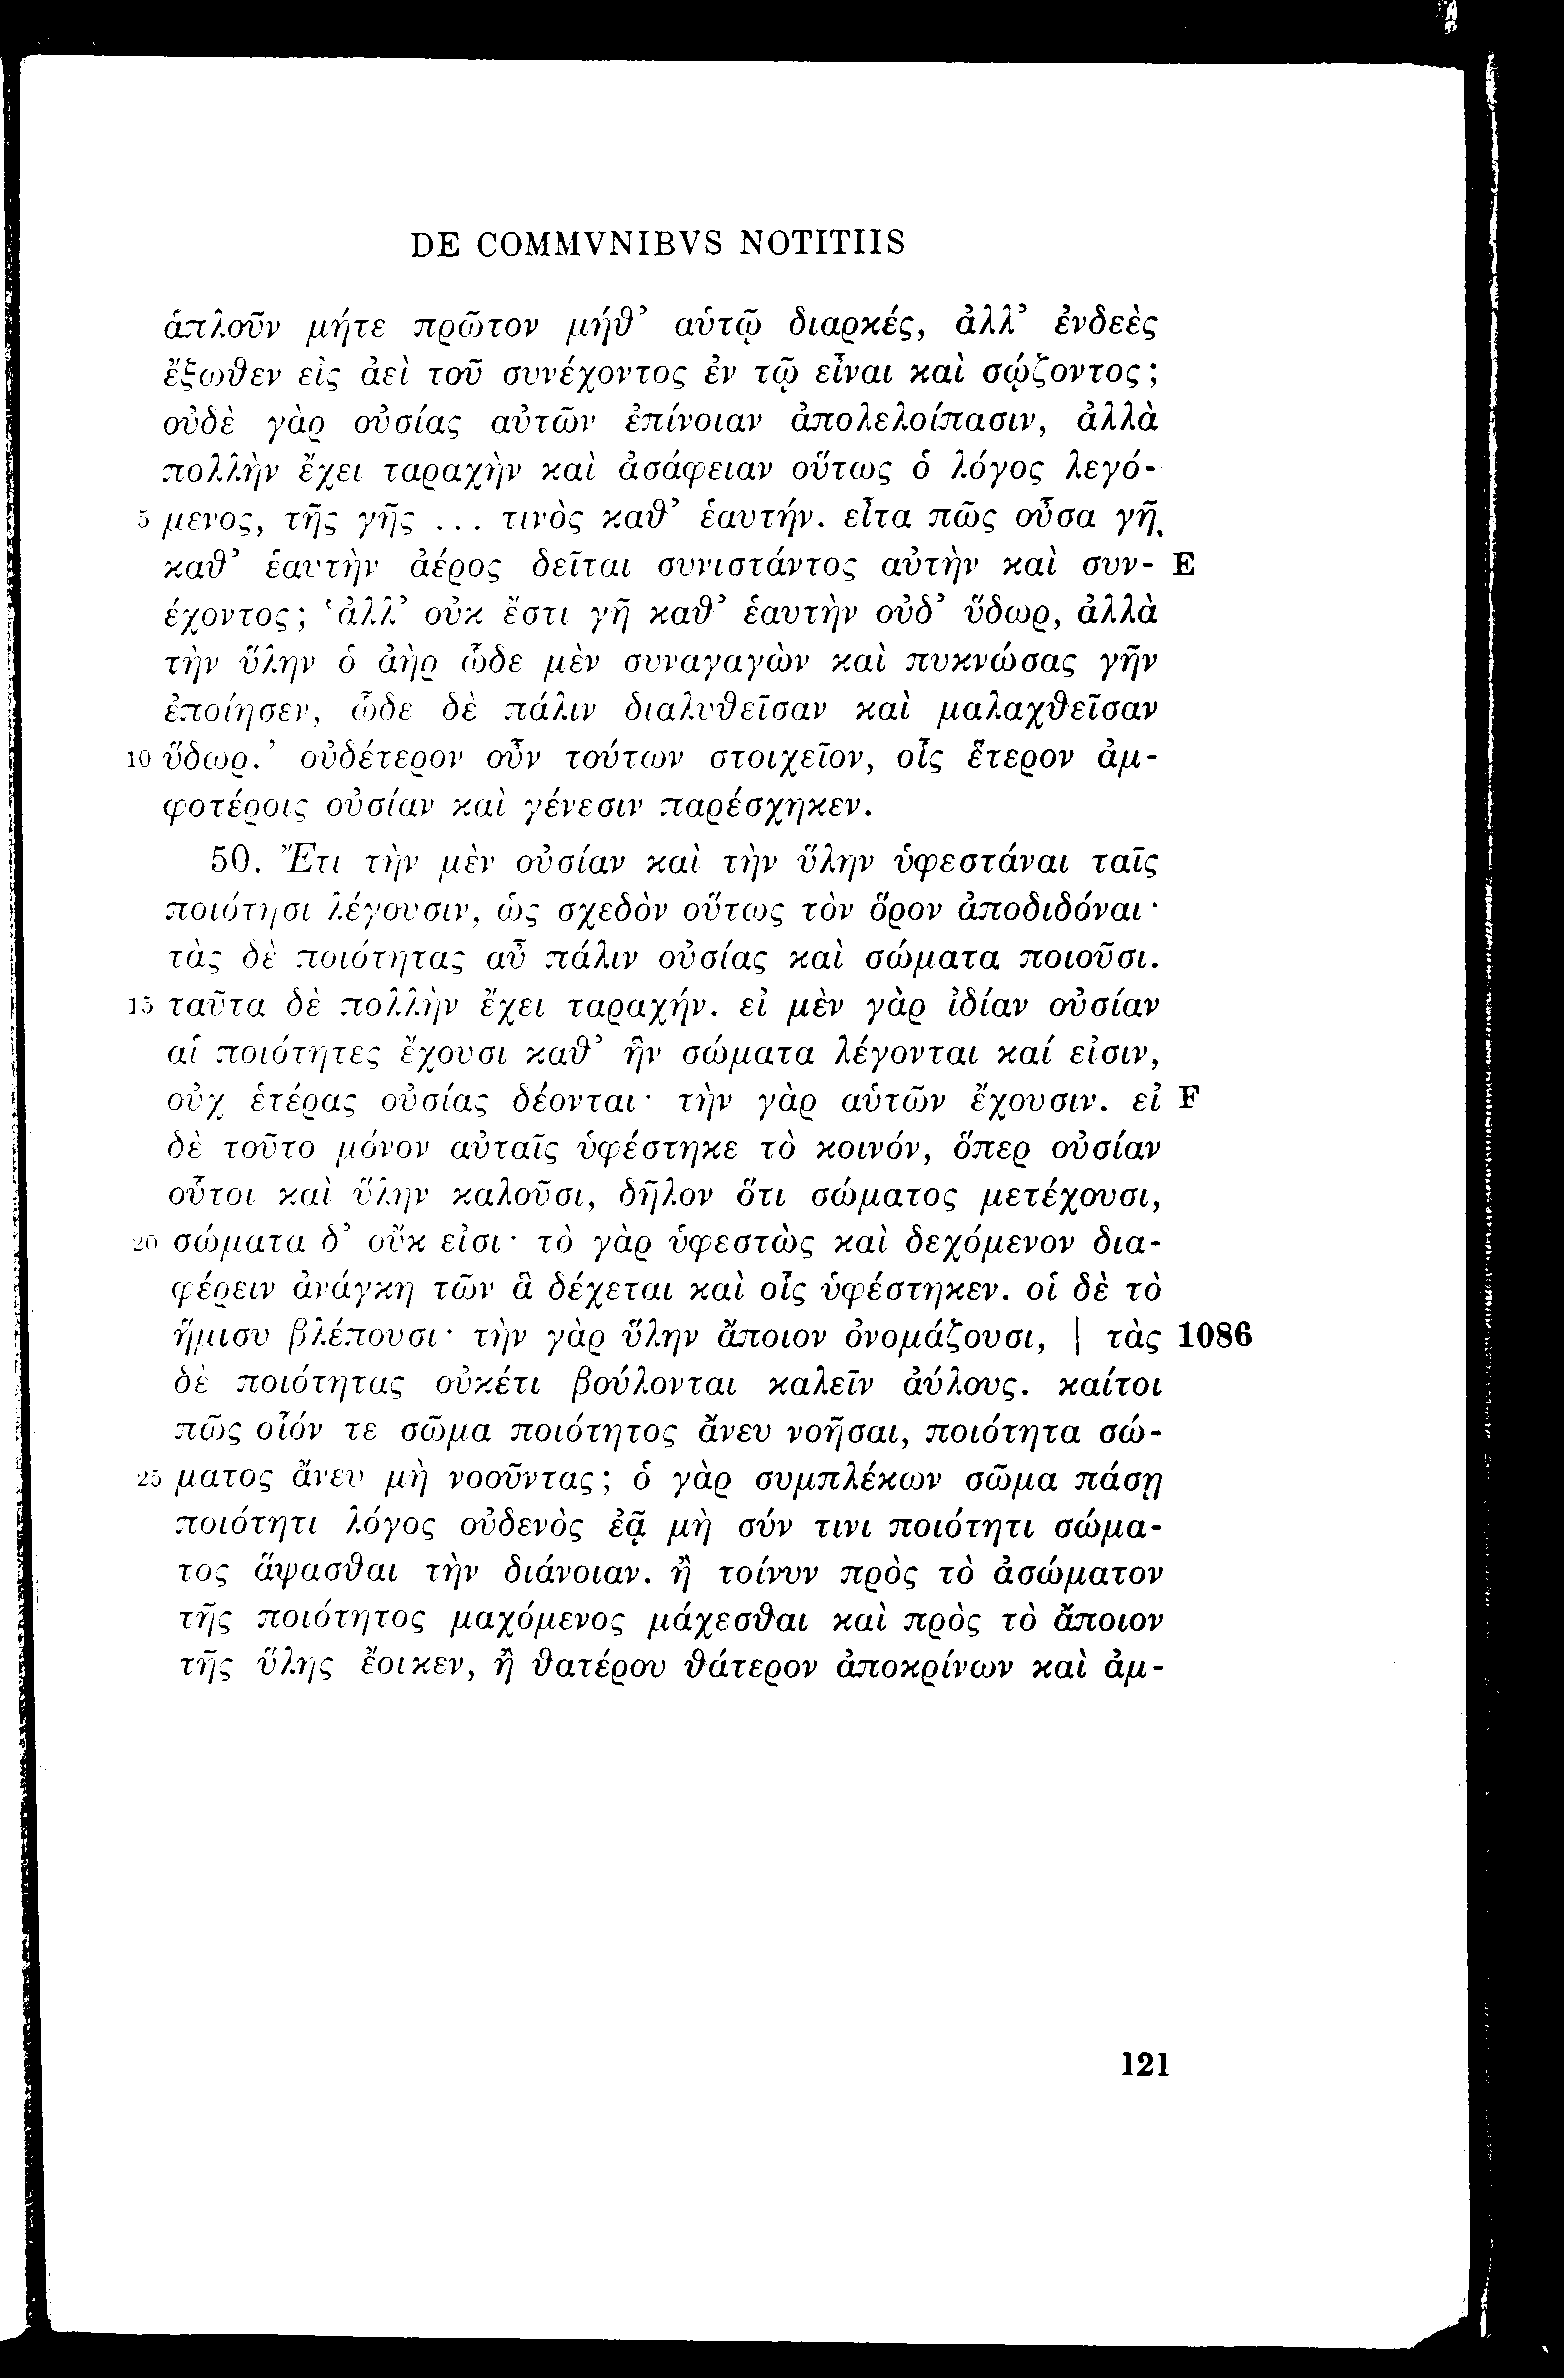 DE COMMVNIBVS NOTITIIS
ἁπλοῦν μήτε πρῶτον μήθ’ αὑτῷ διαρκές, ἀλλ’ ἐνδεὲς
ἔξωθεν εἰς ἀεὶ τοῦ συνέχοντος ἐν τῷ εἶναι καὶ σῴζοντος;
οὐδὲ γὰρ οὐσίας αὐτῶν ἐπίνοιαν ἀπολελοίπασιν, ἀλλὰ
πολλὴν ἔχει ταραχὴν καὶ ἀσάφειαν οὕτως ὁ λόγος λεγό-
5 μενος, τῆς γῆς ... τινὸς καθ’ ἑαυτήν. εἶτα πῶς οὖσα γῆ
καθ’ ἑαυτὴν ἀέρος δεῖται συνιστάντος αὐτὴν καὶ συν- E
έχοντος; ‘ἀλλ’ οὐκ ἔστι γῆ καθ’ ἑαυτὴν οὐδ’ ὕδωρ, ἀλλὰ
τὴν ὕλην ὁ ἀὴρ ὧδε μὲν συναγαγὼν καὶ πυκνώσας γῆν
ἐποίησεν, ὧδε δὲ πάλιν διαλυθεῖσαν καὶ μαλαχθεῖσαν
10 ὕδωρ.’ οὐδέτερον οὖν τούτων στοιχεῖον, οἷς ἕτερον ἀμ-
φοτέροις οὐσίαν καὶ γένεσιν παρέσχηκεν.
50. Ἔτι τὴν μὲν οὐσίαν καὶ τὴν ὕλην ὑφεστάναι ταῖς
ποιότησι λέγουσιν, ὡς σχεδὸν οὕτως τὸν ὅρον ἀποδιδόναι·
τὰς δὲ ποιότητας αὖ πάλιν οὐσίας καὶ σώματα ποιοῦσι.
15 ταῦτα δὲ πολλὴν ἔχει ταραχήν. εἰ μὲν γὰρ ἰδίαν οὐσίαν
αἱ ποιότητες ἔχουσι καθ’ ἣν σώματα λέγονται καί εἰσιν,
οὐχ ἑτέρας οὐσίας δέονται· τὴν γὰρ αὑτῶν ἔχουσιν. εἰ F
δὲ τοῦτο μόνον αὐταῖς ὑφέστηκε τὸ κοινόν, ὅπερ οὐσίαν
οὗτοι καὶ ὕλην καλοῦσι, δῆλον ὅτι σώματος μετέχουσι,
20 σώματα δ’ οὔκ εἰσι· τὸ γὰρ ὑφεστὼς καὶ δεχόμενον δια-
φέρειν ἀνάγκη τῶν ἃ δέχεται καὶ οἷς ὑφέστηκεν. οἱ δὲ τὸ
ἥμισυ βλέπουσι· τὴν γὰρ ὕλην ἄποιον ὀνομάζουσι, | τὰς 1086
δὲ ποιότητας οὐκέτι βούλονται καλεῖν ἀύλους. καίτοι
πῶς οἷόν τε σῶμα ποιότητος ἄνευ νοῆσαι, ποιότητα σώ-
25 ματος ἄνευ μὴ νοοῦντας; ὁ γὰρ συμπλέκων σῶμα πάσῃ
ποιότητι λόγος οὐδενὸς ἐᾷ μὴ σύν τινι ποιότητι σώμα-
τος ἅψασθαι τὴν διάνοιαν. ἢ τοίνυν πρὸς τὸ ἀσώματον
τῆς ποιότητος μαχόμενος μάχεσθαι καὶ πρὸς τὸ ἄποιον
τῆς ὕλης ἔοικεν, ἢ θατέρου θάτερον ἀποκρίνων καὶ ἀμ-
121